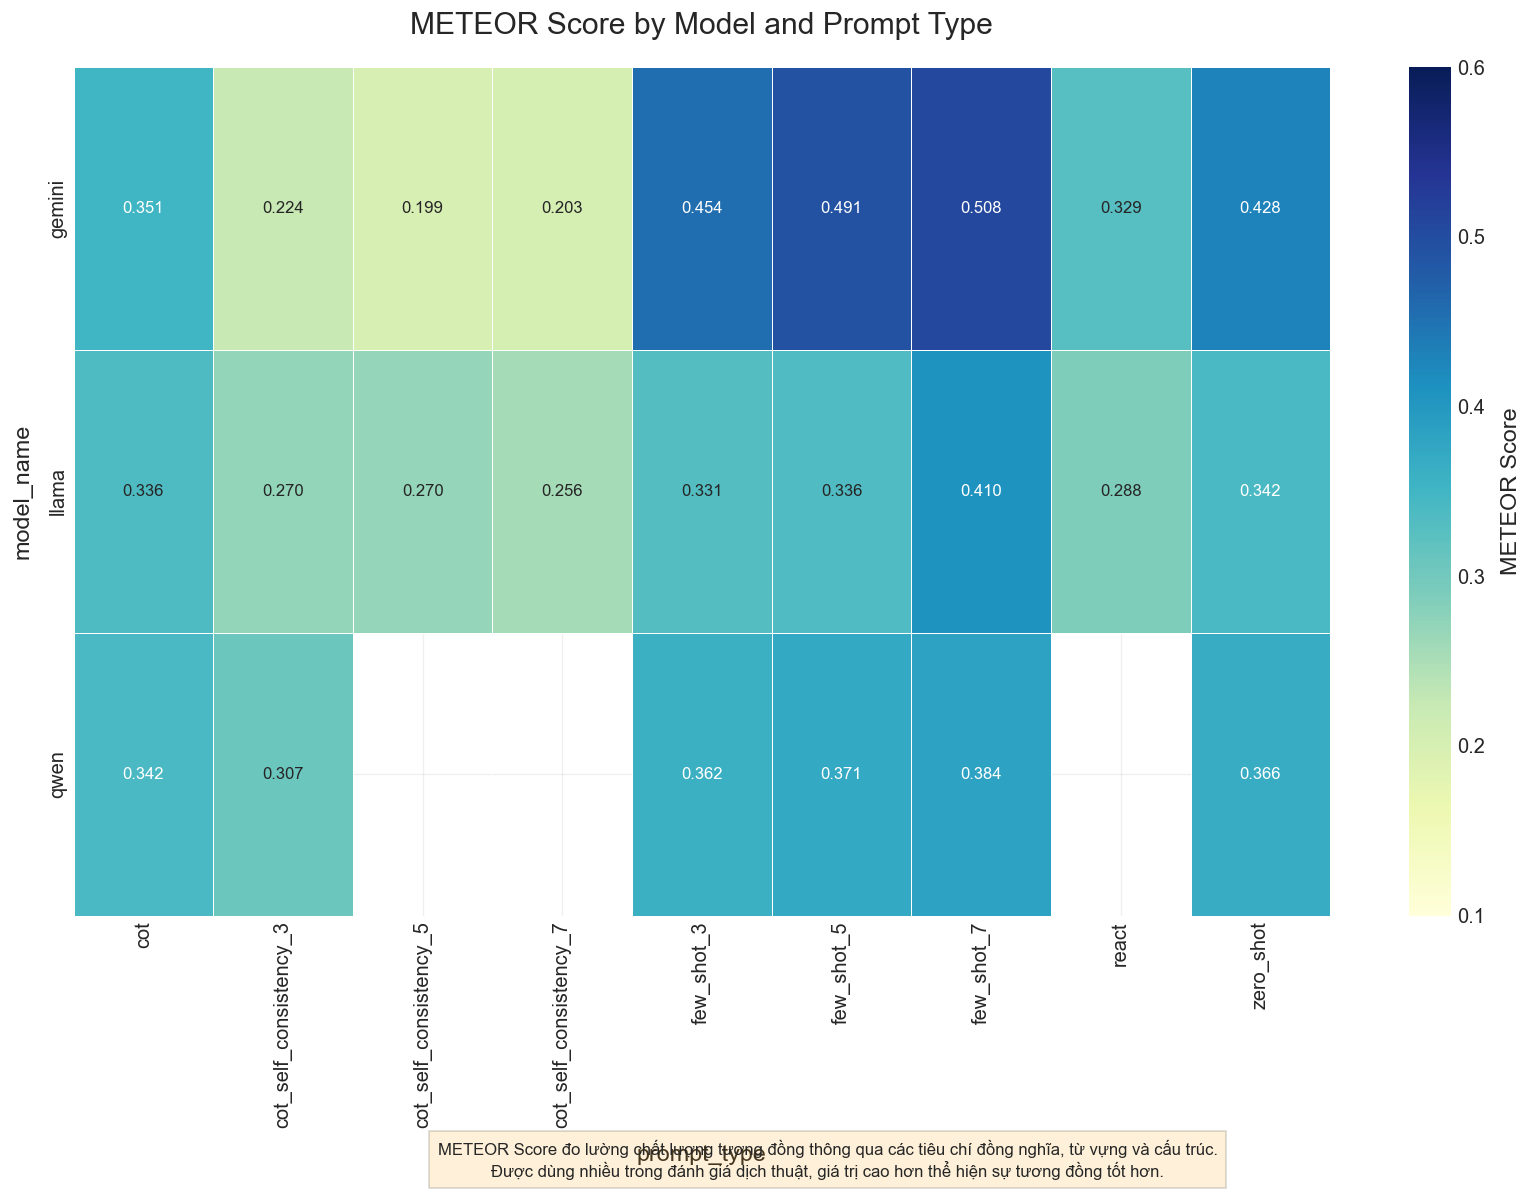 METEOR Score by Model and Prompt Type
model_name
gemini
0.351 0.224 0.199 0.203 0.454 0.491 0.508 0.329 0.428
llama
0.336 0.270 0.270 0.256 0.331 0.336 0.410 0.288 0.342
qwen
0.342 0.307 0.362 0.371 0.384 0.366
cot
cot_self_consistency_3
cot_self_consistency_5
cot_self_consistency_7
few_shot_3
few_shot_5
few_shot_7
react
zero_shot
prompt_type
0.6
0.5
0.4
0.3
0.2
0.1
METEOR Score
METEOR Score đo lường chất lượng tương đồng thông qua các tiêu chí đồng nghĩa, từ vựng và cấu trúc.
Được dùng nhiều trong đánh giá dịch thuật, giá trị cao hơn thể hiện sự tương đồng tốt hơn.